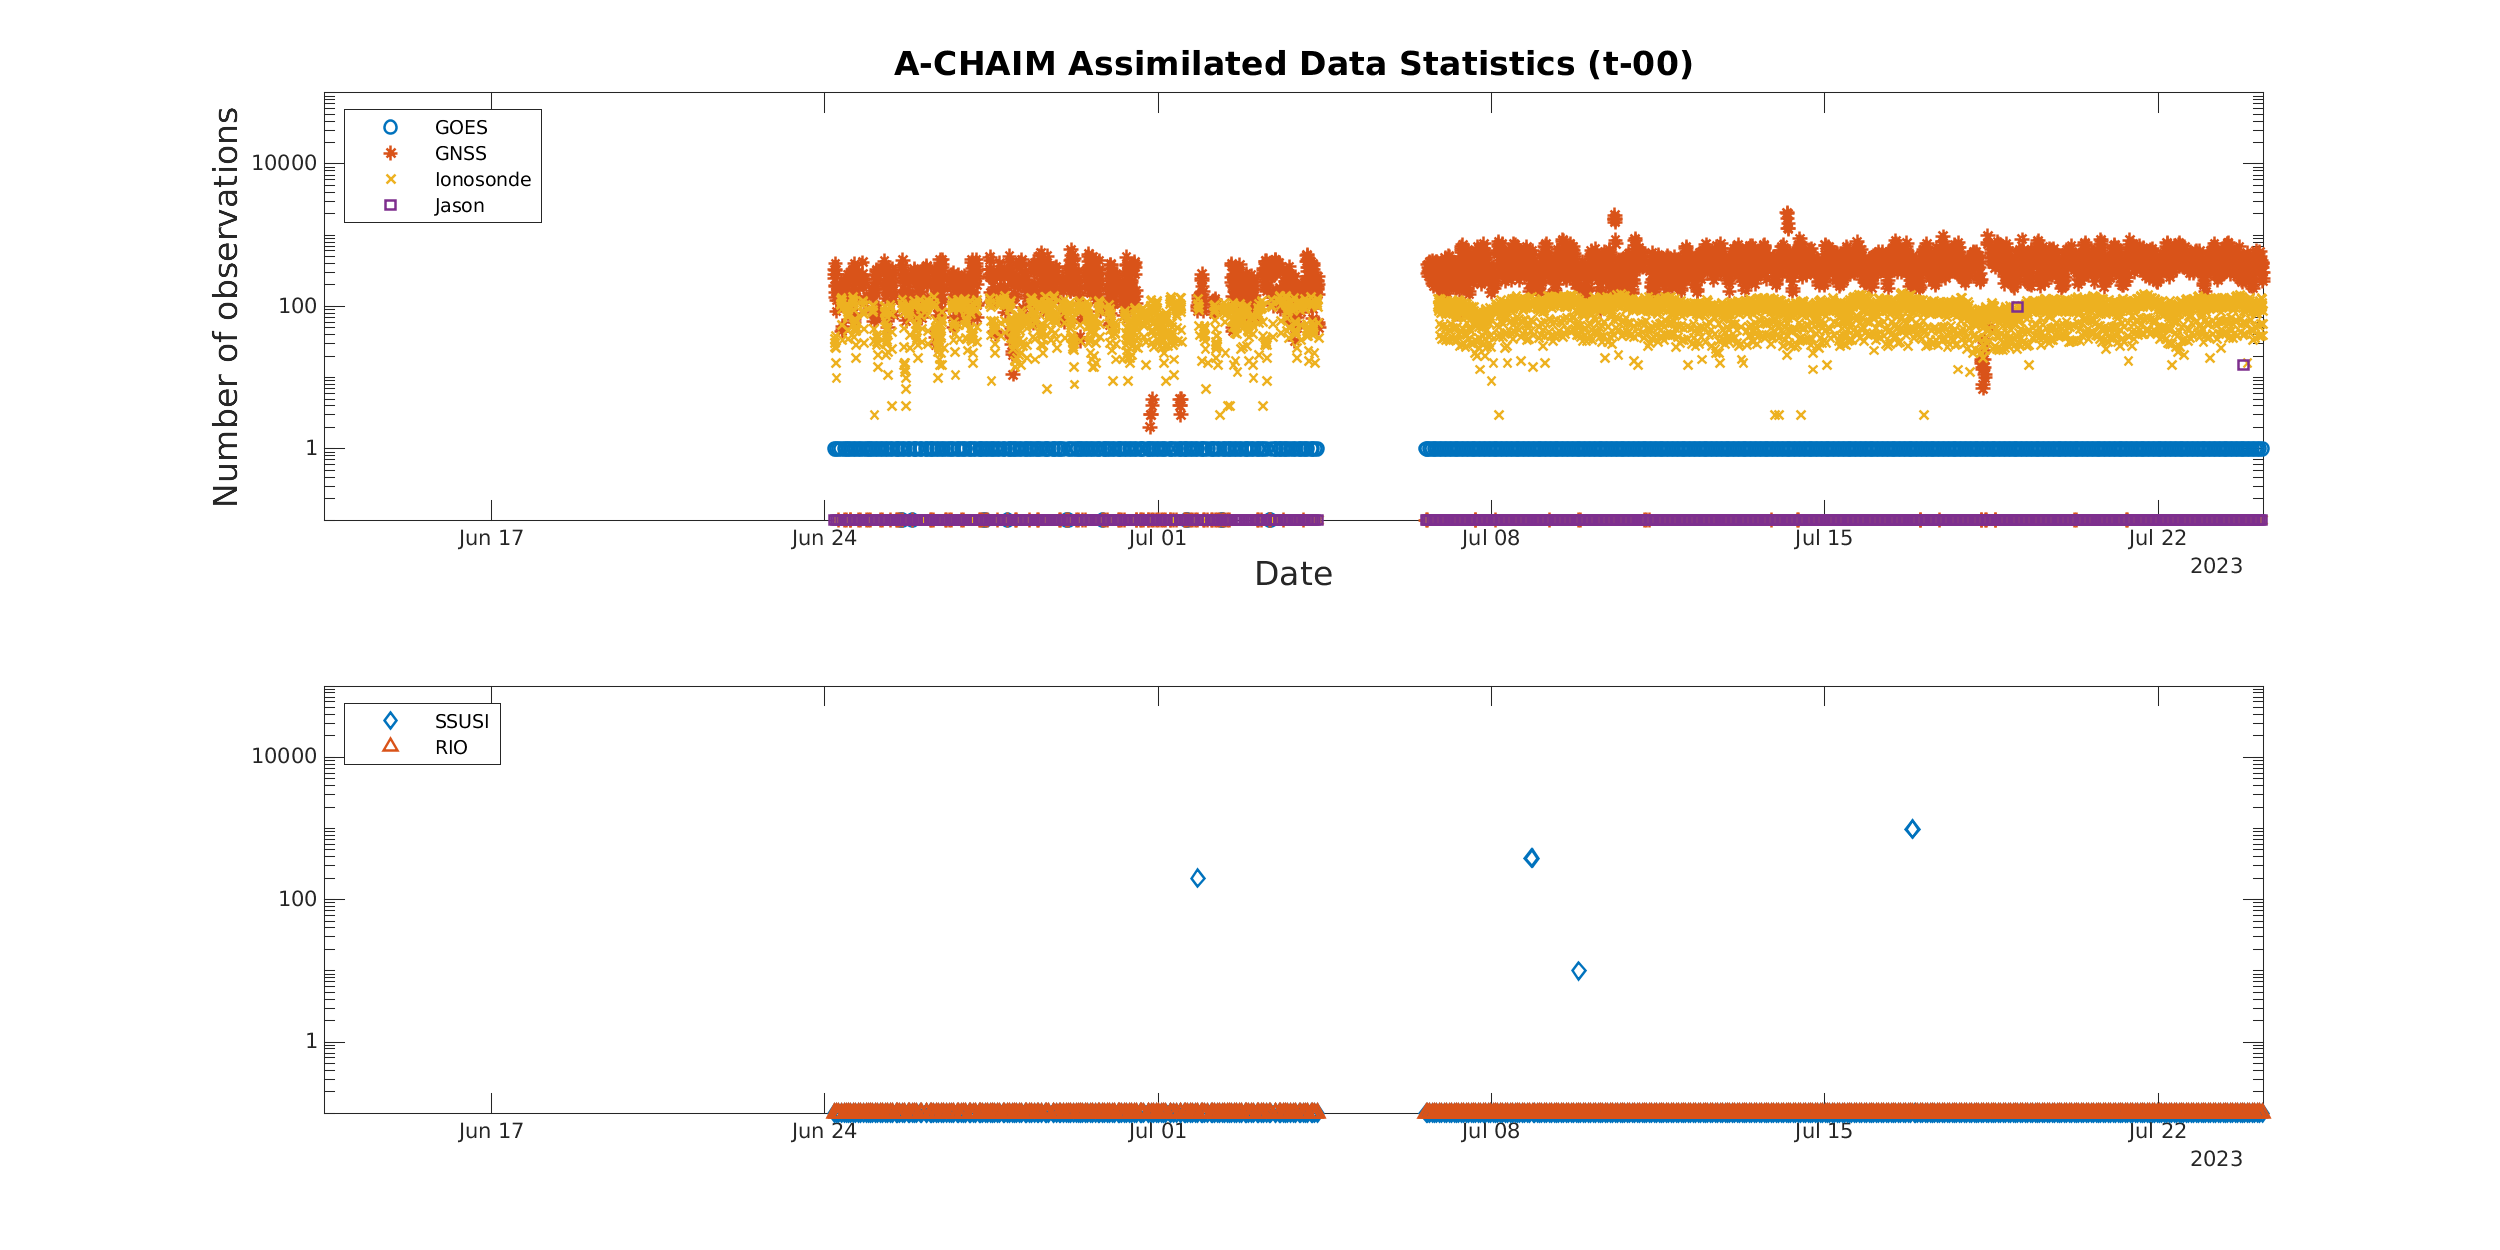 A-CHAIM Assimilated Data Statistics (t-00)
Number of observations
GOES
GNSS
Ionosonde
Jason
10000
100
1
Jun 17
Jun 24
Jul 01
Jul 08
Jul 15
Jul 22
2023
Date
SSUSI
RIO
10000
100
1
Jun 17
Jun 24
Jul 01
Jul 08
Jul 15
Jul 22
2023